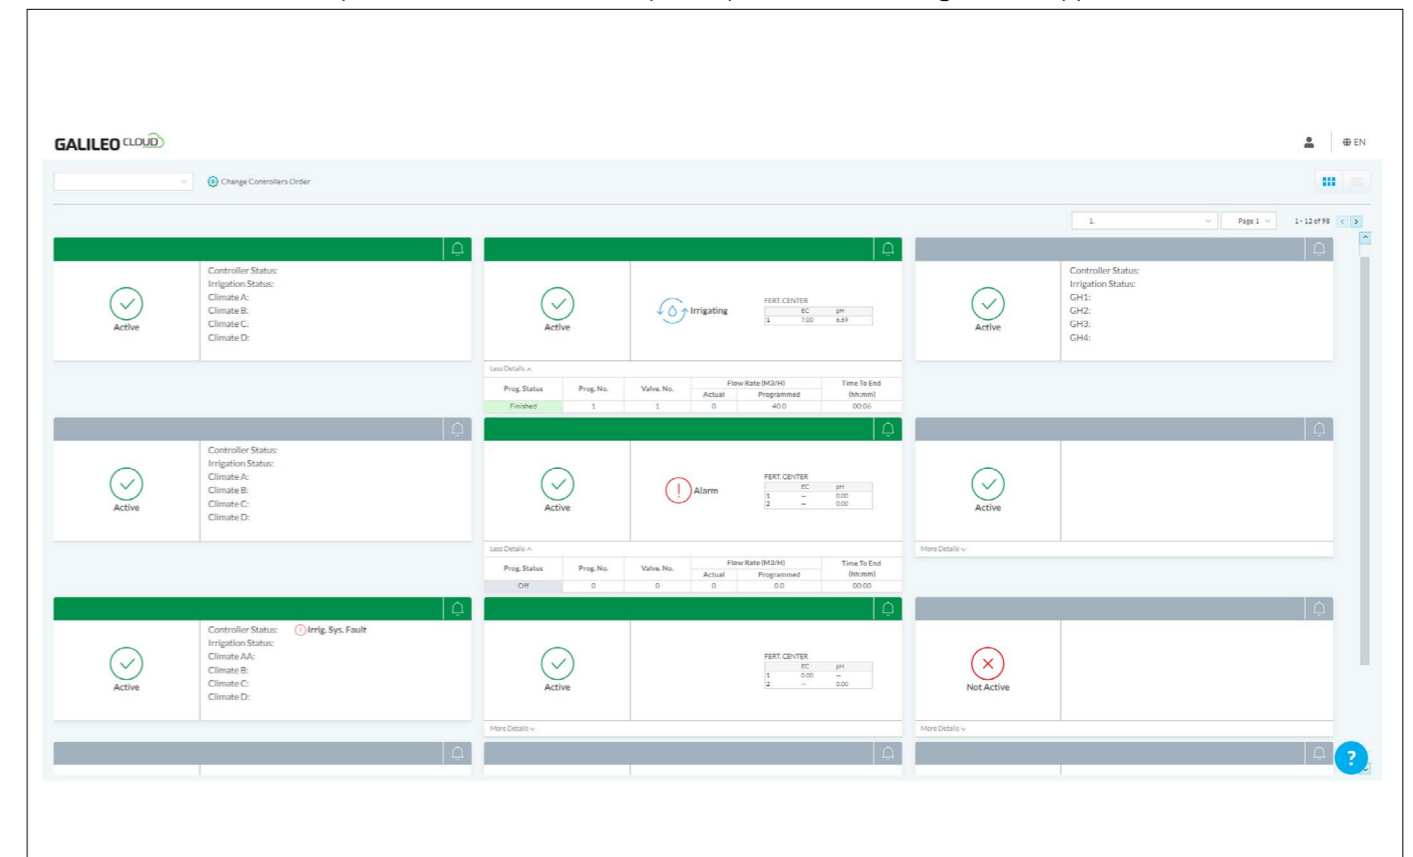 GALILEO CLOUD
EN
Change Controllers Order
1.
Page 1
1 - 12 of 98
Active
Controller Status:
Irrigation Status:
Climate A:
Climate B:
Climate C:
Climate D:
Active
Irrigating
FERT. CENTER
EC pH
1 7.00 6.59
Less Details
Prog. Status Prog. No. Valve. No. Flow Rate (M3/H) Time To End
Actual Programmed (hh:mm)
Finished 1 1 0 40.0 00:06
Active
Controller Status:
Irrigation Status:
GH1:
GH2:
GH3:
GH4:
Active
Controller Status:
Irrigation Status:
Climate A:
Climate B:
Climate C:
Climate D:
Active
Alarm
FERT. CENTER
EC pH
1 -- 0.00
2 -- 0.00
Less Details
Prog. Status Prog. No. Valve. No. Flow Rate (M3/H) Time To End
Actual Programmed (hh:mm)
Off 0 0 0 0.0 00:00
Active
More Details
Active
Controller Status: Irrig. Sys. Fault
Irrigation Status:
Climate AA:
Climate B:
Climate C:
Climate D:
Active
FERT. CENTER
EC pH
1 0.00 --
2 -- 0.00
More Details
Not Active
More Details
?